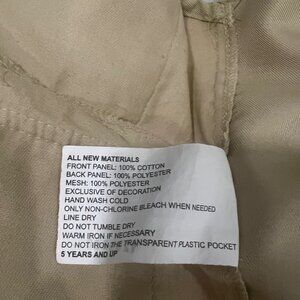 ALL NEW MATERIALS
FRONT PANEL: 100% COTTON
BACK PANEL: 100% POLYESTER
MESH: 100% POLYESTER
EXCLUSIVE OF DECORATION
HAND WASH COLD
ONLY NON-CHLORINE BLEACH WHEN NEEDED
LINE DRY
DO NOT TUMBLE DRY
WARM IRON IF NECESSARY
DO NOT IRON THE TRANSPARENT PLASTIC POCKET
5 YEARS AND UP